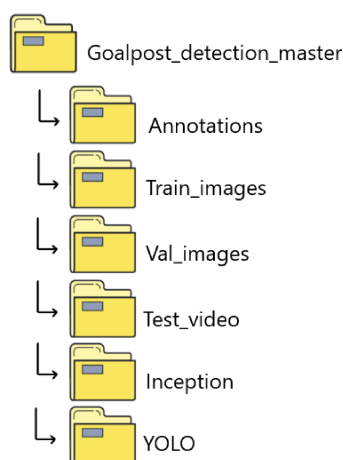 Goalpost_detection_master
Annotations
Train_images
Val_images
Test_video
Inception
YOLO